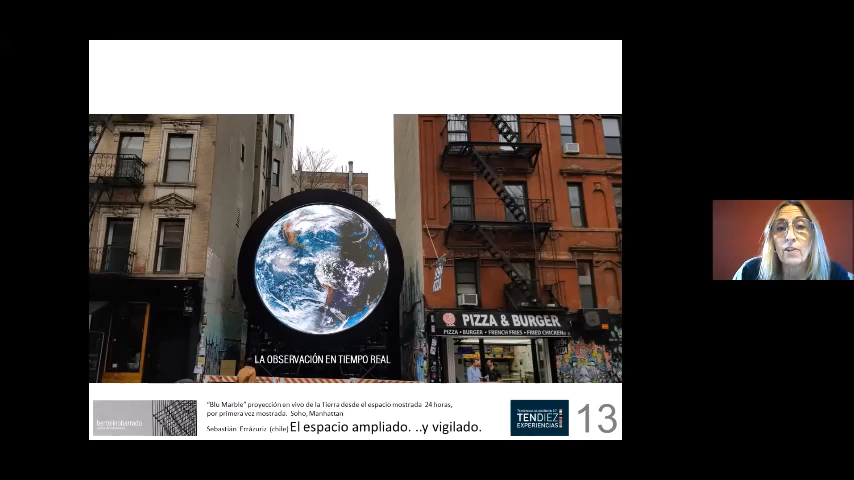 PIZZA & BURGER
PIZZA • BURGER • FRENCH FRIES • FRIED CHICKEN
LA OBSERVACIÓN EN TIEMPO REAL
"Blu Marble" proyección en vivo de la Tierra desde el espacio mostrada 24 horas,
por primera vez mostrada. Soho, Manhattan
Sebastián Errázuriz (chile) El espacio ampliado. ..y vigilado.
bertolinobarrado
TENDIEZ
EXPERIENCIAS
13